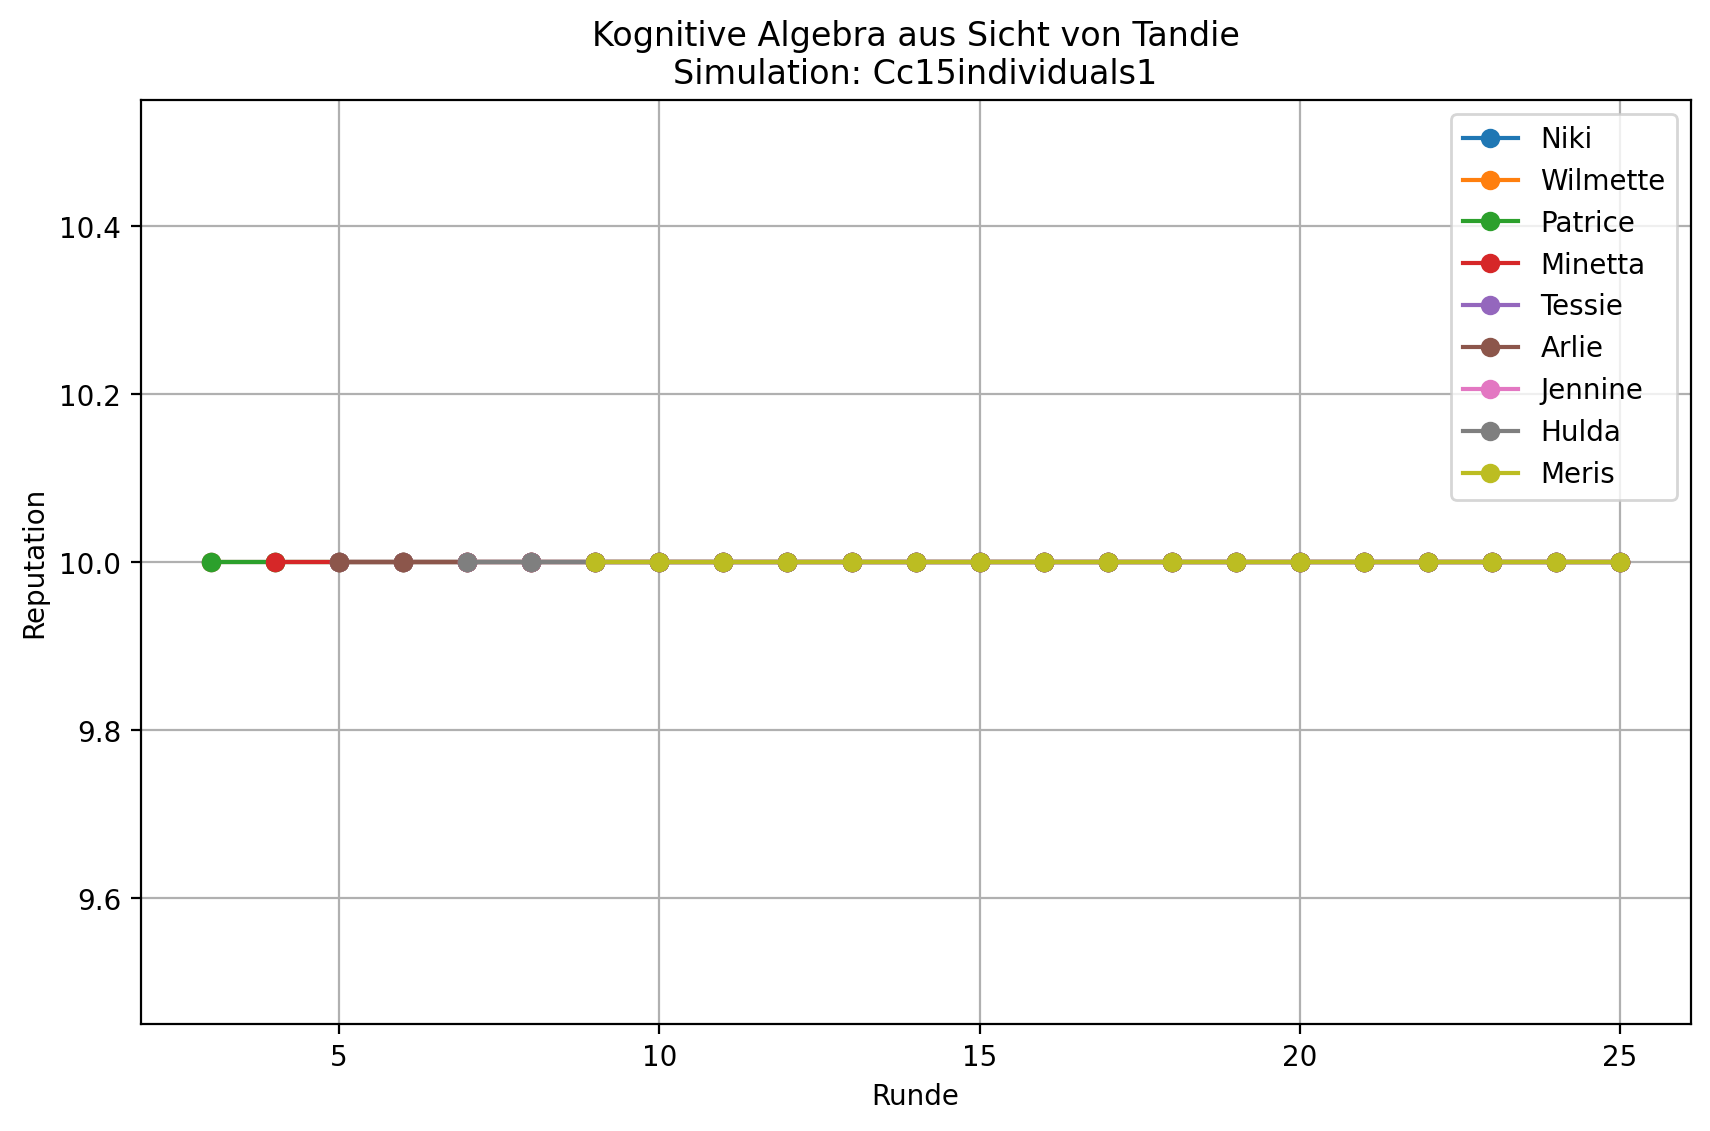 Kognitive Algebra aus Sicht von Tandie
Simulation: Cc15individuals1
Niki
Wilmette
Patrice
Minetta
Tessie
Arlie
Jennine
Hulda
Meris
10.4
10.2
10.0
9.8
9.6
Reputation
5
10
15
20
25
Runde